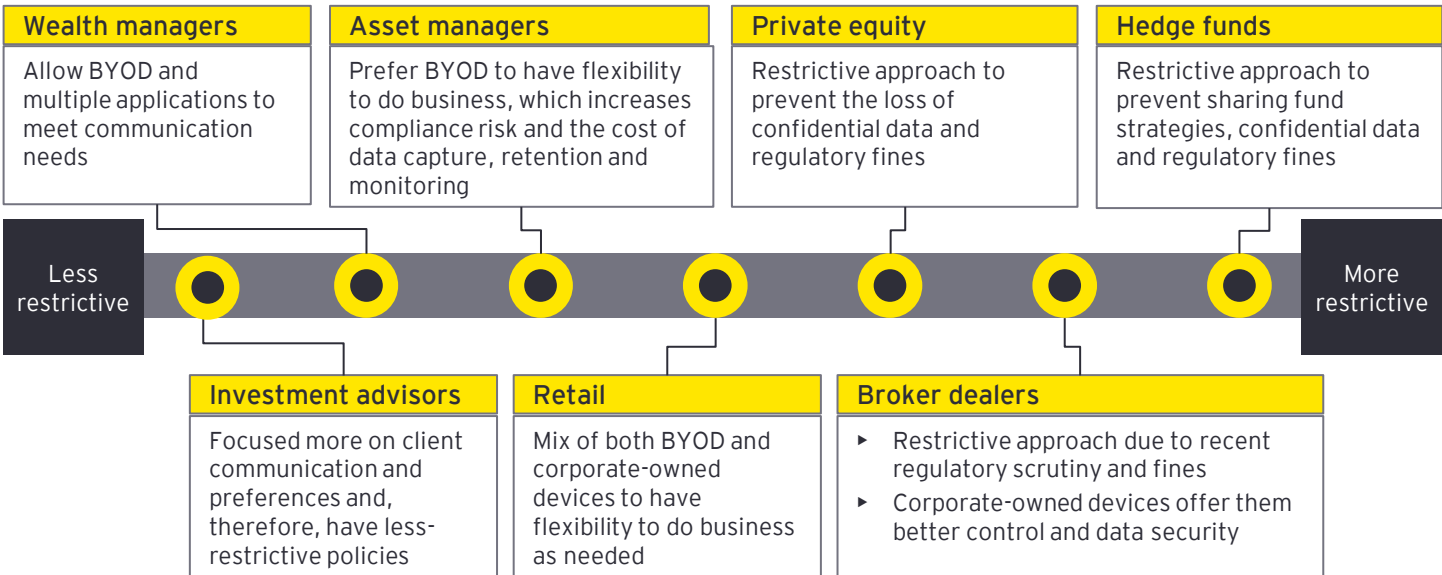 Wealth managers
Allow BYOD and
multiple applications to
meet communication
needs
Asset managers
Prefer BYOD to have flexibility
to do business, which increases
compliance risk and the cost of
data capture, retention and
monitoring
Private equity
Restrictive approach to
prevent the loss of
confidential data and
regulatory fines
Hedge funds
Restrictive approach to
prevent sharing fund
strategies, confidential data
and regulatory fines
Less
restrictive
More
restrictive
Investment advisors
Focused more on client
communication and
preferences and,
therefore, have less-
restrictive policies
Retail
Mix of both BYOD and
corporate-owned
devices to have
flexibility to do business
as needed
Broker dealers
▸ Restrictive approach due to recent
regulatory scrutiny and fines
▸ Corporate-owned devices offer them
better control and data security